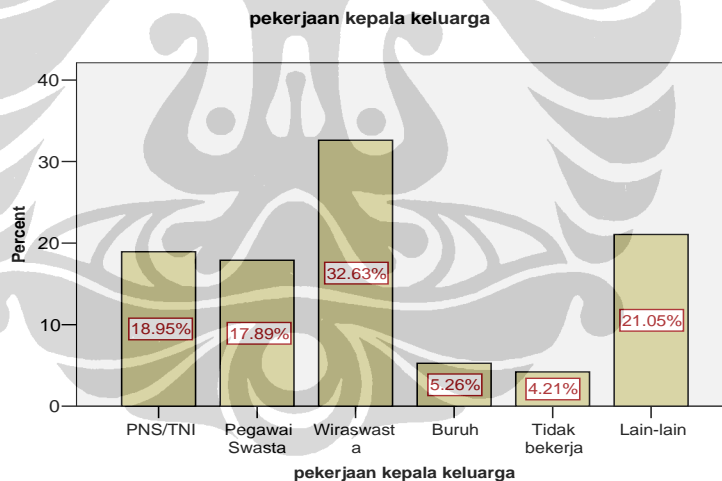 pekerjaan kepala keluarga
40
30
20
10
0
Percent
18.95%
17.89%
32.63%
5.26%
4.21%
21.05%
PNS/TNI
Pegawai
Swasta
Wiraswast
a
Buruh
Tidak
bekerja
Lain-lain
pekerjaan kepala keluarga